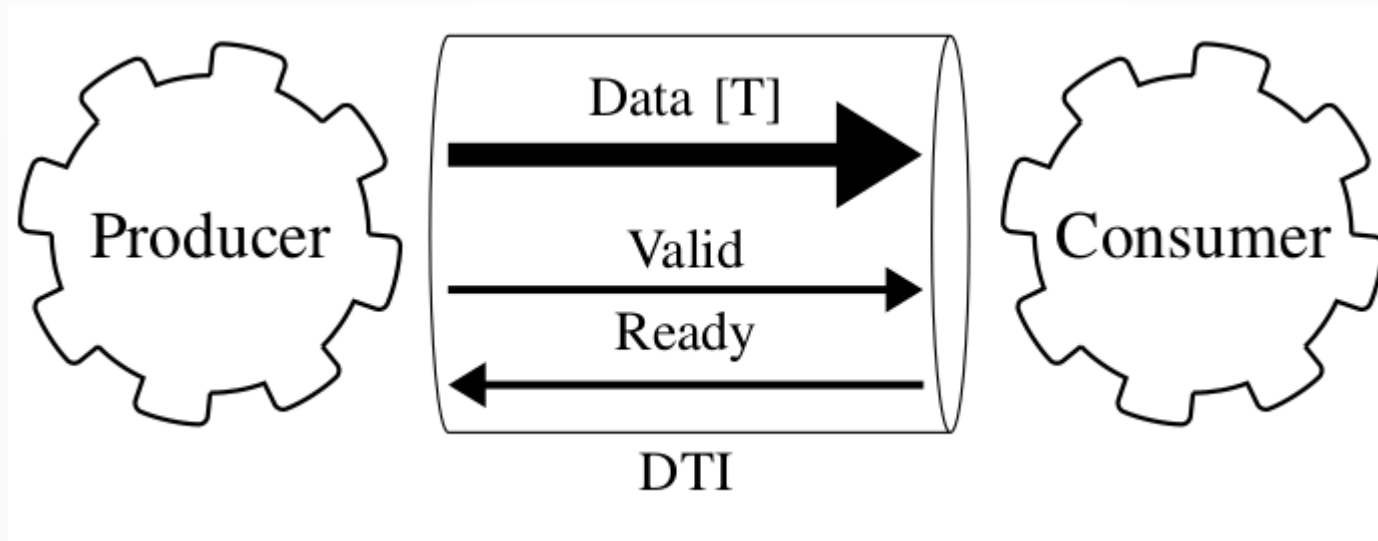 Data [T]
Producer
Valid
Consumer
Ready
DTI